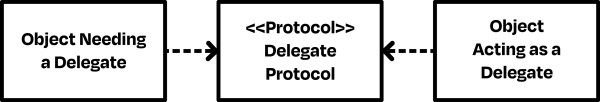 Object Needing
a Delegate
<<Protocol>>
Delegate
Protocol
Object
Acting as a
Delegate